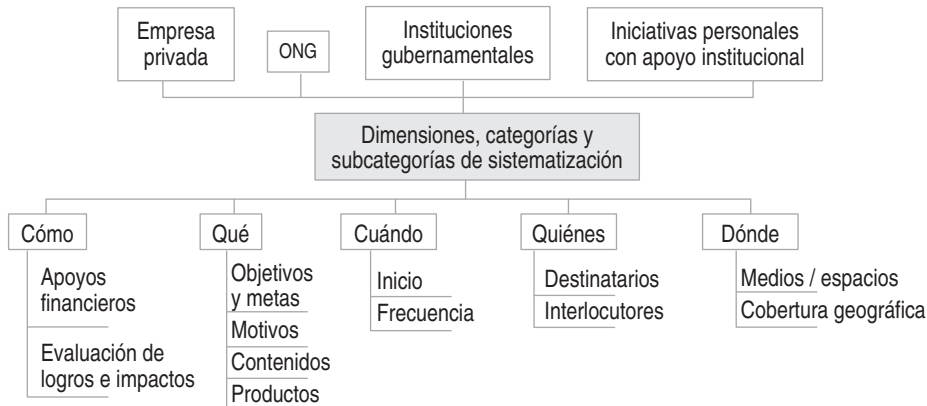 Empresa
privada
ONG
Instituciones
gubernamentales
Iniciativas personales
con apoyo institucional
Dimensiones, categorías y
subcategorías de sistematización
Cómo
Apoyos
financieros
Evaluación de
logros e impactos
Qué
Objetivos
y metas
Motivos
Contenidos
Productos
Cuándo
Inicio
Frecuencia
Quiénes
Destinatarios
Interlocutores
Dónde
Medios / espacios
Cobertura geográfica